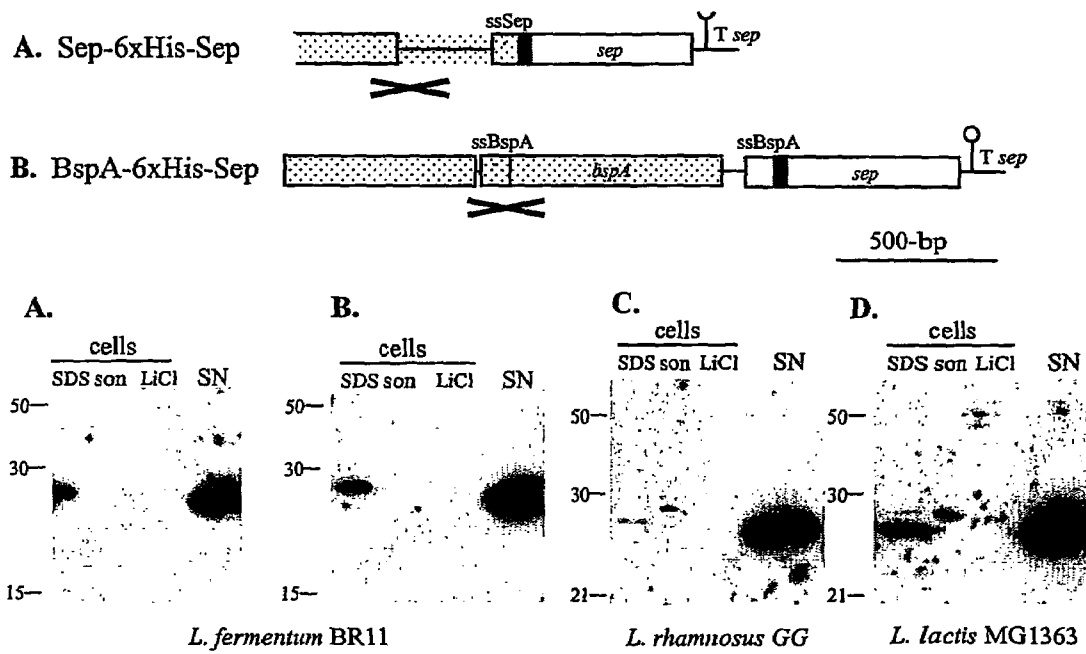 ssSep
A. Sep-6xHis-Sep
sep
T sep
ssBspA
ssBspA
B. BspA-6xHis-Sep
bspA
sep
T sep
500-bp
A.
B.
C.
D.
cells
SDS son LiCl SN
50
30
15
cells
SDS son LiCl SN
50
30
15
cells
SDS son LiCl SN
50
30
21
cells
SDS son LiCl SN
50
30
21
L. fermentum BR11
L. rhamnosus GG
L. lactis MG1363